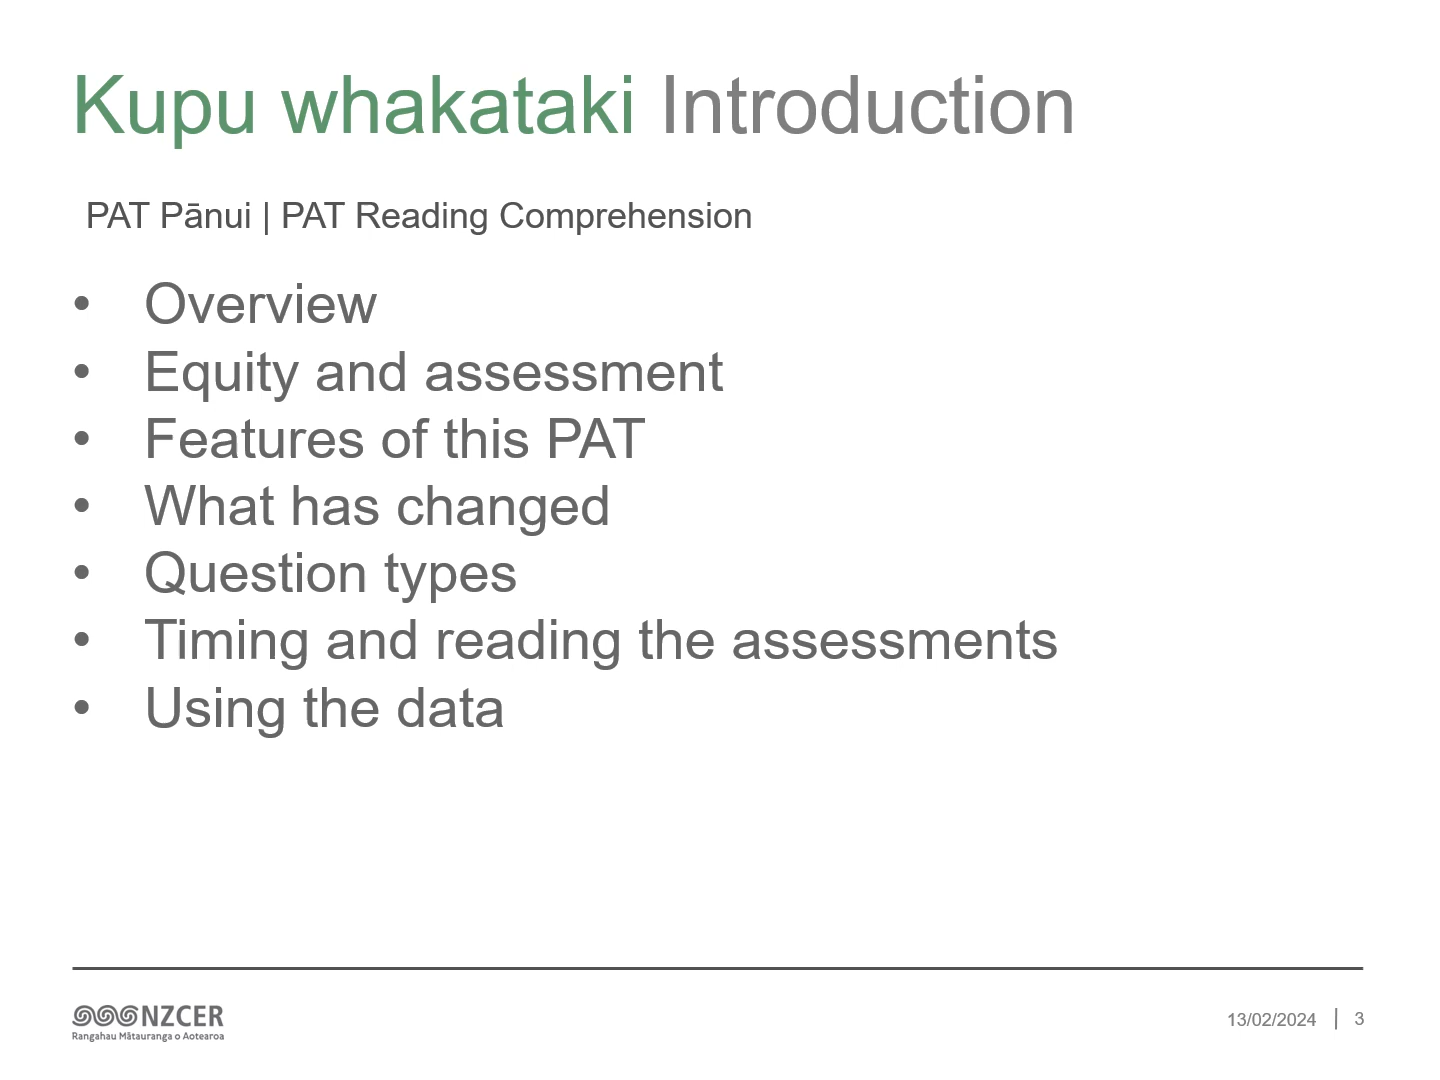 Kupu whakataki Introduction
PAT Pānui | PAT Reading Comprehension
• Overview
• Equity and assessment
• Features of this PAT
• What has changed
• Question types
• Timing and reading the assessments
• Using the data
NZCER
Rangahau Mātauranga o Aotearoa
13/02/2024 | 3